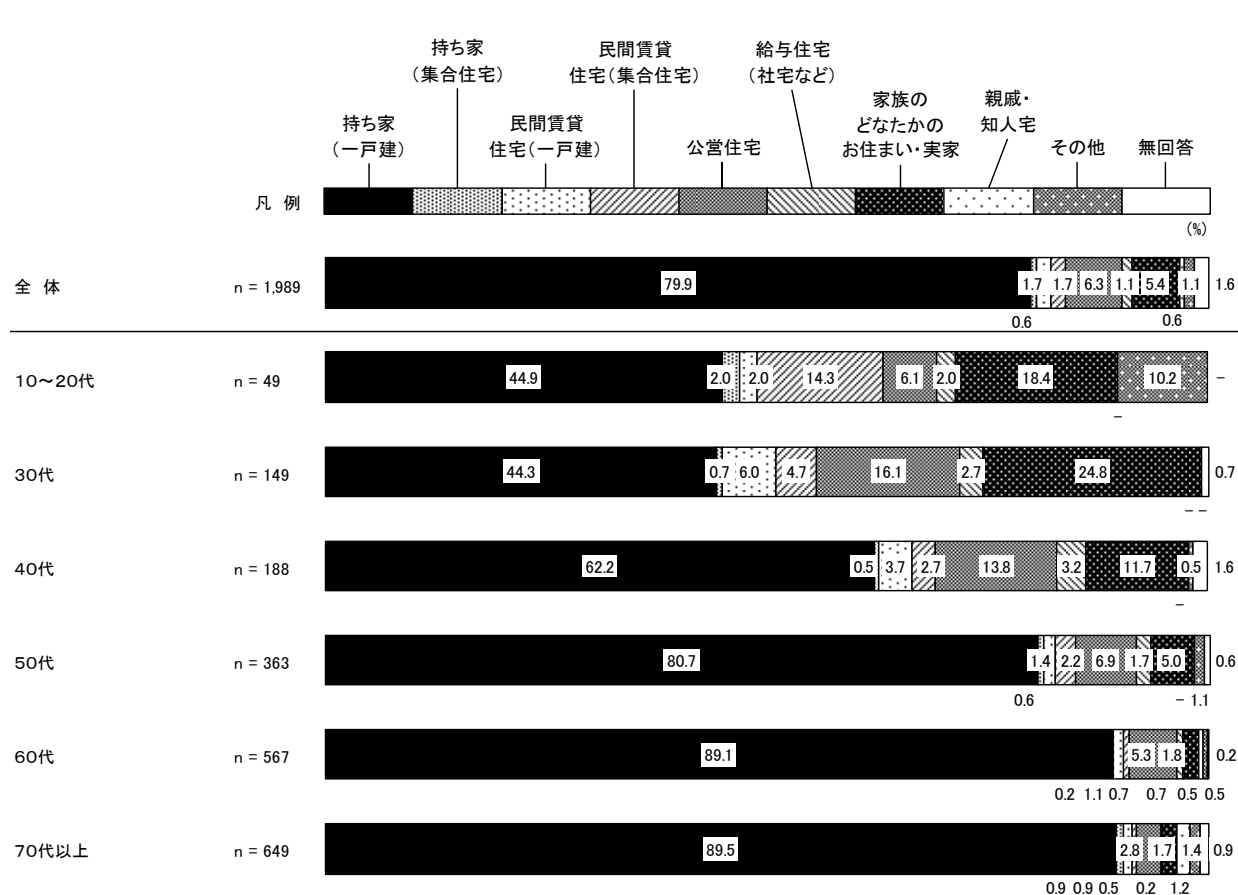 持ち家
(集合住宅)
民間賃貸
住宅(集合住宅)
給与住宅
(社宅など)
持ち家
(一戸建)
民間賃貸
住宅(一戸建)
公営住宅
家族の
どなたかの
お住まい・実家
親戚・
知人宅
その他
無回答
凡 例
(%)
全 体 n = 1,989 79.9 1.7 1.7 6.3 1.1 5.4 1.1 1.6
0.6 0.6
10〜20代 n = 49 44.9 2.0 2.0 14.3 6.1 2.0 18.4 10.2 −
−
30代 n = 149 44.3 0.7 6.0 4.7 16.1 2.7 24.8 0.7
− −
40代 n = 188 62.2 0.5 3.7 2.7 13.8 3.2 11.7 0.5 1.6
−
50代 n = 363 80.7 1.4 2.2 6.9 1.7 5.0 0.6
0.6 − 1.1
60代 n = 567 89.1 5.3 1.8 0.2
0.2 1.1 0.7 0.7 0.5 0.5
70代以上 n = 649 89.5 2.8 1.7 1.4 0.9
0.9 0.9 0.5 0.2 1.2